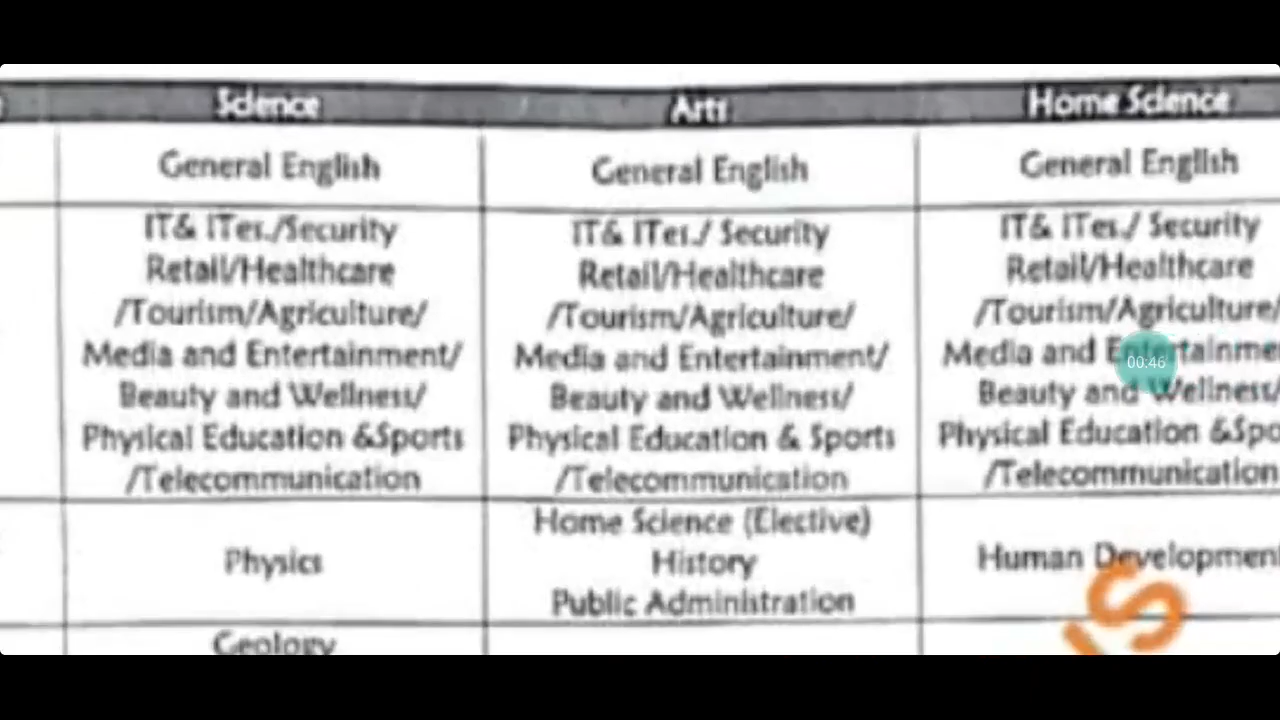 Science
Arts
Home Science
General English
General English
General English
IT& ITes./Security
Retail/Healthcare
/Tourism/Agriculture/
Media and Entertainment/
Beauty and Wellness/
Physical Education &Sports
/Telecommunication
IT& ITes./ Security
Retail/Healthcare
/Tourism/Agriculture/
Media and Entertainment/
Beauty and Wellness/
Physical Education & Sports
/Telecommunication
IT& ITes./ Security
Retail/Healthcare
/Tourism/Agriculture/
Media and
Beauty and Wellness/
Physical Education
/Telecommunication
00:46
Physics
Home Science (Elective)
History
Public Administration
Human Development
Geology